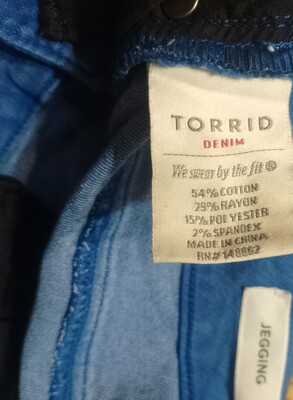 TORRID
DENIM
We swear by the fit®
54% COTTON
29% RAYON
15% POLYESTER
2% SPANDEX
MADE IN CHINA
RN# 148862
JEGGING